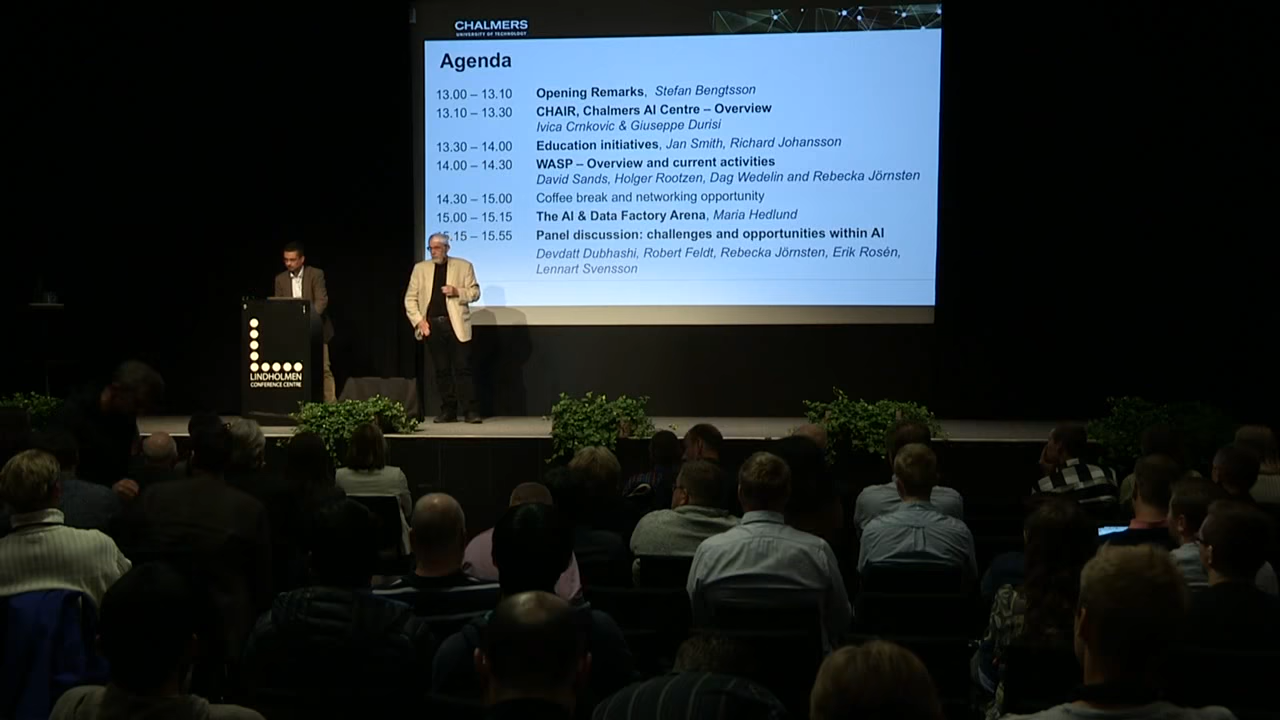 CHALMERS
UNIVERSITY OF TECHNOLOGY
Agenda
13.00 – 13.10 Opening Remarks, Stefan Bengtsson
13.10 – 13.30 CHAIR, Chalmers AI Centre – Overview
Ivica Crnkovic & Giuseppe Durisi
13.30 – 14.00 Education initiatives, Jan Smith, Richard Johansson
14.00 – 14.30 WASP – Overview and current activities
David Sands, Holger Rootzen, Dag Wedelin and Rebecka Jörnsten
14.30 – 15.00 Coffee break and networking opportunity
15.00 – 15.15 The AI & Data Factory Arena, Maria Hedlund
5.15 – 15.55 Panel discussion: challenges and opportunities within AI
Devdatt Dubhashi, Robert Feldt, Rebecka Jörnsten, Erik Rosén,
Lennart Svensson
LINDHOLMEN
CONFERENCE CENTRE